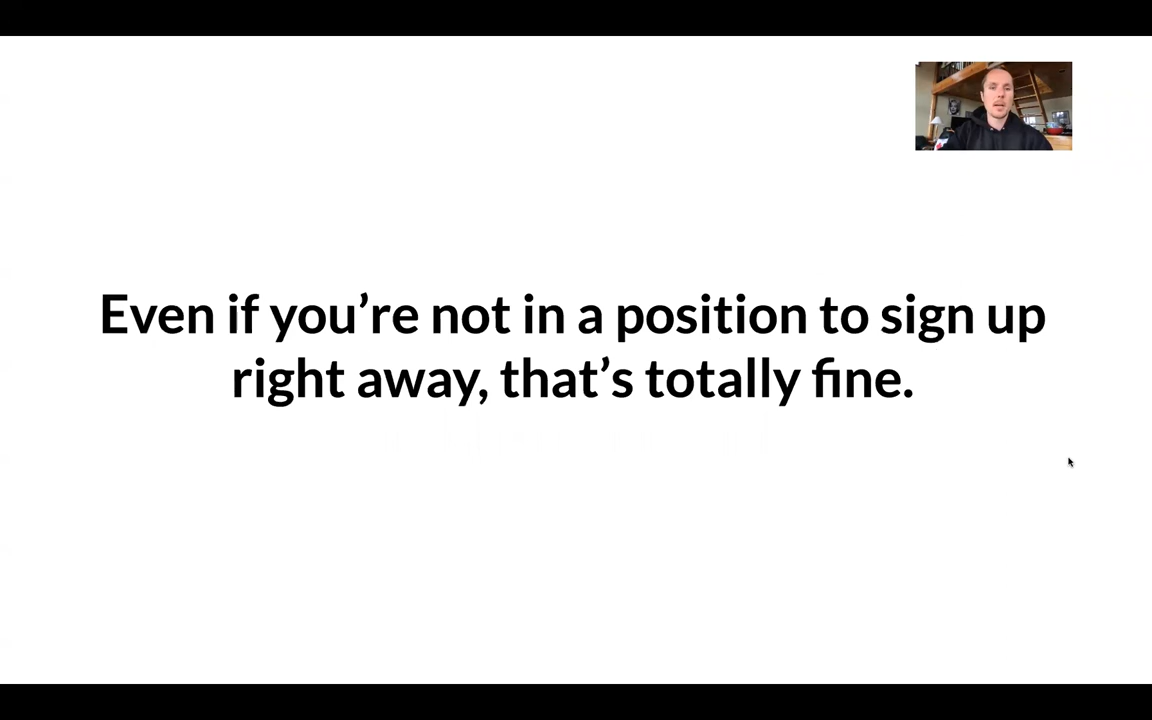 Even if you’re not in a position to sign up
right away, that’s totally fine.